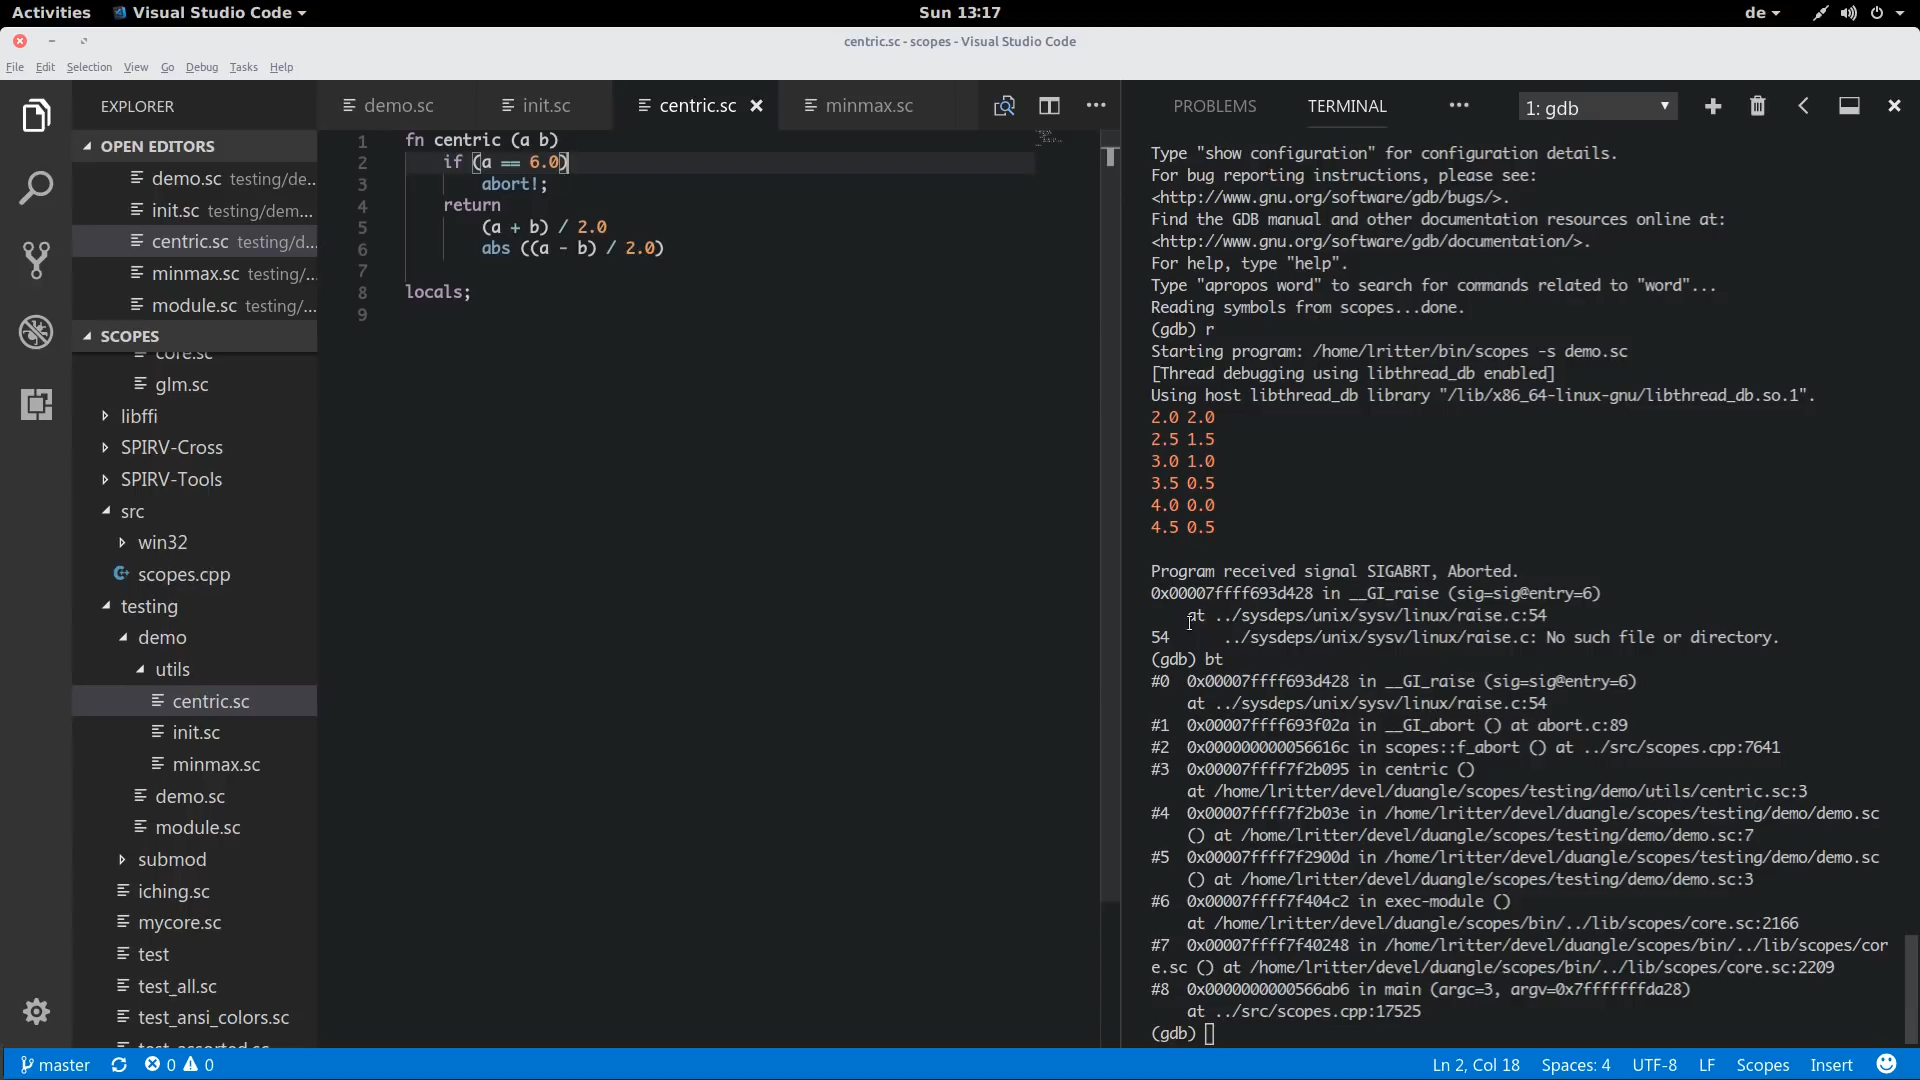 Activities Visual Studio Code Sun 13:17 de
centric.sc - scopes - Visual Studio Code
File Edit Selection View Go Debug Tasks Help
EXPLORER
OPEN EDITORS
demo.sc testing/de...
init.sc testing/dem...
centric.sc testing/d...
minmax.sc testing/...
module.sc testing/...
SCOPES
core.sc
glm.sc
libffi
SPIRV-Cross
SPIRV-Tools
src
win32
scopes.cpp
testing
demo
utils
centric.sc
init.sc
minmax.sc
demo.sc
module.sc
submod
iching.sc
mycore.sc
test
test_all.sc
test_ansi_colors.sc
test_assorted.sc
demo.sc init.sc centric.sc minmax.sc
1 fn centric (a b)
2 if (a == 6.0)
3 abort!;
4 return
5 (a + b) / 2.0
6 abs ((a - b) / 2.0)
7
8 locals;
9
PROBLEMS TERMINAL 1: gdb
Type "show configuration" for configuration details.
For bug reporting instructions, please see:
<http://www.gnu.org/software/gdb/bugs/>.
Find the GDB manual and other documentation resources online at:
<http://www.gnu.org/software/gdb/documentation/>.
For help, type "help".
Type "apropos word" to search for commands related to "word"...
Reading symbols from scopes...done.
(gdb) r
Starting program: /home/lritter/bin/scopes -s demo.sc
[Thread debugging using libthread_db enabled]
Using host libthread_db library "/lib/x86_64-linux-gnu/libthread_db.so.1".
2.0 2.0
2.5 1.5
3.0 1.0
3.5 0.5
4.0 0.0
4.5 0.5
Program received signal SIGABRT, Aborted.
0x00007ffff693d428 in __GI_raise (sig=sig@entry=6)
at ../sysdeps/unix/sysv/linux/raise.c:54
54 ../sysdeps/unix/sysv/linux/raise.c: No such file or directory.
(gdb) bt
#0 0x00007ffff693d428 in __GI_raise (sig=sig@entry=6)
at ../sysdeps/unix/sysv/linux/raise.c:54
#1 0x00007ffff693f02a in __GI_abort () at abort.c:89
#2 0x000000000056616c in scopes::f_abort () at ../src/scopes.cpp:7641
#3 0x00007ffff7f2b095 in centric ()
at /home/lritter/devel/duangle/scopes/testing/demo/utils/centric.sc:3
#4 0x00007ffff7f2b03e in /home/lritter/devel/duangle/scopes/testing/demo/demo.sc
() at /home/lritter/devel/duangle/scopes/testing/demo/demo.sc:7
#5 0x00007ffff7f2900d in /home/lritter/devel/duangle/scopes/testing/demo/demo.sc
() at /home/lritter/devel/duangle/scopes/testing/demo/demo.sc:3
#6 0x00007ffff7f404c2 in exec-module ()
at /home/lritter/devel/duangle/scopes/bin/../lib/scopes/core.sc:2166
#7 0x00007ffff7f40248 in /home/lritter/devel/duangle/scopes/bin/../lib/scopes/cor
e.sc () at /home/lritter/devel/duangle/scopes/bin/../lib/scopes/core.sc:2209
#8 0x0000000000566ab6 in main (argc=3, argv=0x7fffffffda28)
at ../src/scopes.cpp:17525
(gdb)
master 0 0 Ln 2, Col 18 Spaces: 4 UTF-8 LF Scopes Insert